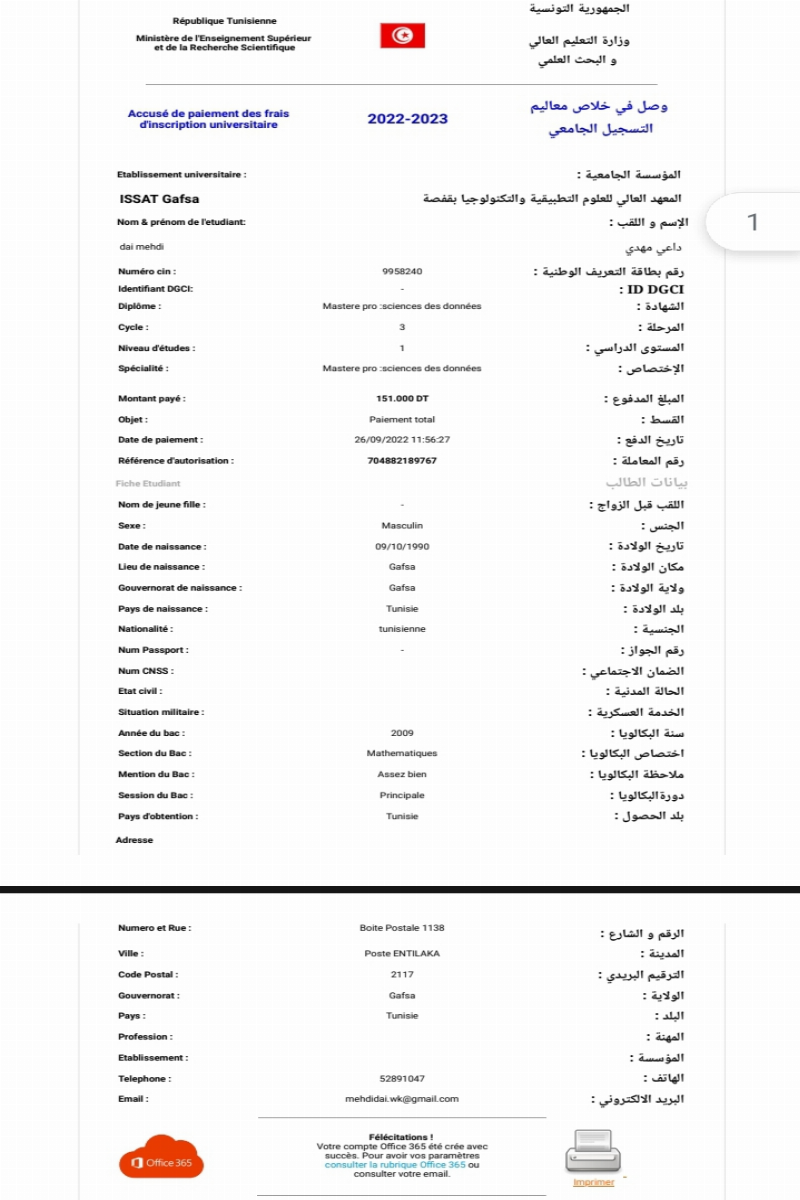 République Tunisienne
الجمهورية التونسية
Ministère de l'Enseignement Supérieur
et de la Recherche Scientifique
وزارة التعليم العالي
و البحث العلمي
Accusé de paiement des frais
d'inscription universitaire
2022-2023
وصل في خلاص معاليم
التسجيل الجامعي
Etablissement universitaire :
المؤسسة الجامعية :
ISSAT Gafsa
المعهد العالي للعلوم التطبيقية والتكنولوجيا بقفصة
1
Nom & prénom de l'etudiant:
الإسم و اللقب :
dai mehdi
داعي مهدي
Numéro cin : 9958240 رقم بطاقة التعريف الوطنية :
Identifiant DGCI: - ID DGCI :
Diplôme : Mastere pro :sciences des données الشهادة :
Cycle : 3 المرحلة :
Niveau d'études : 1 المستوى الدراسي :
Spécialité : Mastere pro :sciences des données الإختصاص :
Montant payé : 151.000 DT المبلغ المدفوع :
Objet : Paiement total القسط :
Date de paiement : 26/09/2022 11:56:27 تاريخ الدفع :
Référence d'autorisation : 704882189767 رقم المعاملة :
Fiche Etudiant بيانات الطالب
Nom de jeune fille : - اللقب قبل الزواج :
Sexe : Masculin الجنس :
Date de naissance : 09/10/1990 تاريخ الولادة :
Lieu de naissance : Gafsa مكان الولادة :
Gouvernorat de naissance : Gafsa ولاية الولادة :
Pays de naissance : Tunisie بلد الولادة :
Nationalité : tunisienne الجنسية :
Num Passport : - رقم الجواز :
Num CNSS : الضمان الاجتماعي :
Etat civil : الحالة المدنية :
Situation militaire : الخدمة العسكرية :
Année du bac : 2009 سنة البكالويا :
Section du Bac : Mathematiques اختصاص البكالويا :
Mention du Bac : Assez bien ملاحظة البكالويا :
Session du Bac : Principale دورةالبكالويا :
Pays d'obtention : Tunisie بلد الحصول :
Adresse
Numero et Rue : Boite Postale 1138 الرقم و الشارع :
Ville : Poste ENTILAKA المدينة :
Code Postal : 2117 الترقيم البريدي :
Gouvernorat : Gafsa الولاية :
Pays : Tunisie البلد :
Profession : المهنة :
Etablissement : المؤسسة :
Telephone : 52891047 الهاتف :
Email : mehdidai.wk@gmail.com البريد الالكتروني :
Félécitations !
Votre compte Office 365 été crée avec
succès. Pour avoir vos paramètres
consulter la rubrique Office 365 ou
consulter votre email.
Office 365
Imprimer